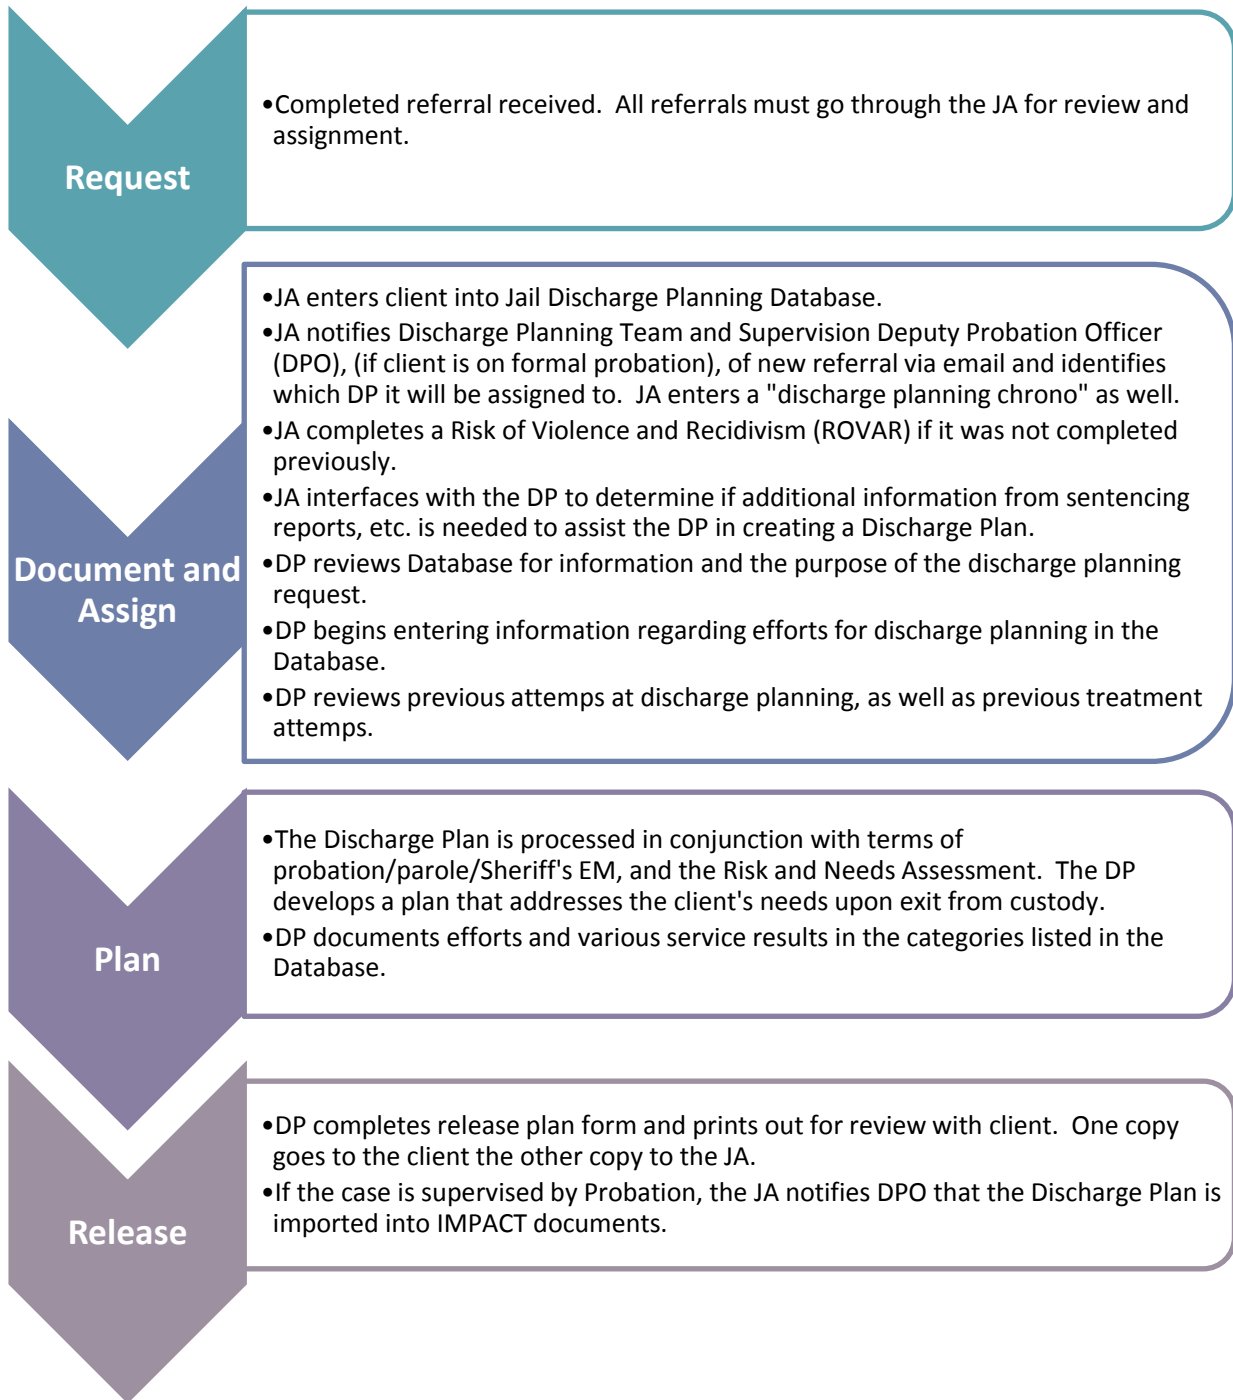 Request
•Completed referral received.  All referrals must go through the JA for review and
assignment.
Document and
Assign
•JA enters client into Jail Discharge Planning Database.
•JA notifies Discharge Planning Team and Supervision Deputy Probation Officer
(DPO), (if client is on formal probation), of new referral via email and identifies
which DP it will be assigned to.  JA enters a "discharge planning chrono" as well.
•JA completes a Risk of Violence and Recidivism (ROVAR) if it was not completed
previously.
•JA interfaces with the DP to determine if additional information from sentencing
reports, etc. is needed to assist the DP in creating a Discharge Plan.
•DP reviews Database for information and the purpose of the discharge planning
request.
•DP begins entering information regarding efforts for discharge planning in the
Database.
•DP reviews previous attemps at discharge planning, as well as previous treatment
attemps.
Plan
•The Discharge Plan is processed in conjunction with terms of
probation/parole/Sheriff's EM, and the Risk and Needs Assessment.  The DP
develops a plan that addresses the client's needs upon exit from custody.
•DP documents efforts and various service results in the categories listed in the
Database.
Release
•DP completes release plan form and prints out for review with client.  One copy
goes to the client the other copy to the JA.
•If the case is supervised by Probation, the JA notifies DPO that the Discharge Plan is
imported into IMPACT documents.